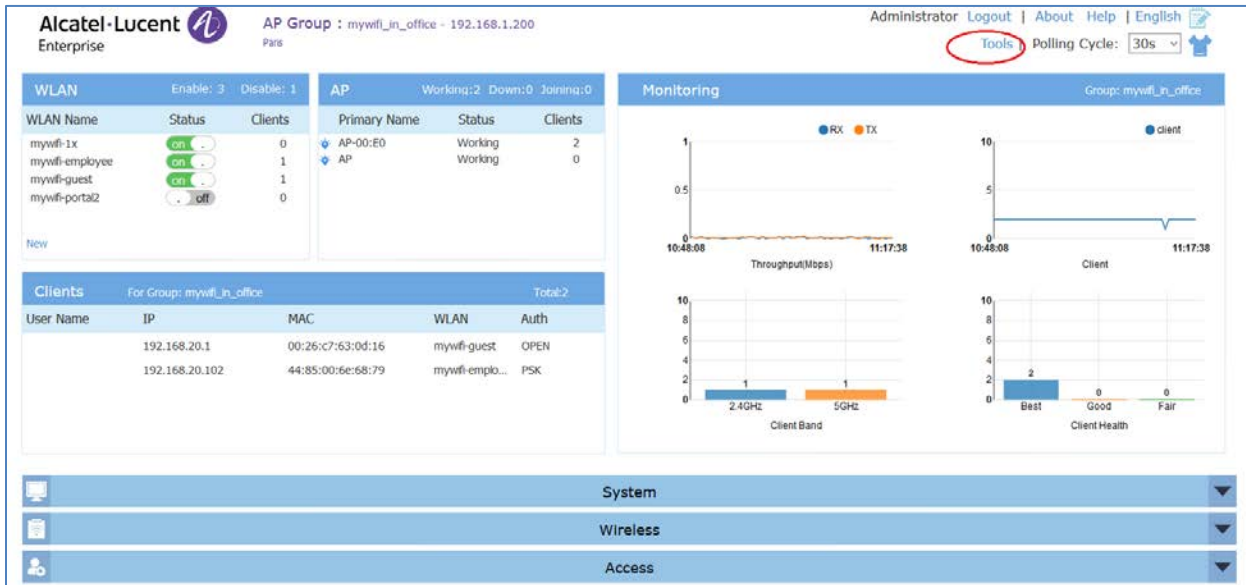 Alcatel·Lucent
Enterprise
AP Group : mywifi_in_office - 192.168.1.200
Paris
Administrator Logout | About Help | English
Tools | Polling Cycle: 30s
WLAN Enable: 3 Disable: 1
WLAN Name Status Clients
mywifi-1x on 0
mywifi-employee on 1
mywifi-guest on 1
mywifi-portal2 off 0
New
AP Working:2 Down:0 Joining:0
Primary Name Status Clients
AP-00:E0 Working 2
AP Working 0
Clients For Group: mywifi_in_office Total:2
User Name IP MAC WLAN Auth
192.168.20.1 00:26:c7:63:0d:16 mywifi-guest OPEN
192.168.20.102 44:85:00:6e:68:79 mywifi-emplo... PSK
Monitoring Group: mywifi_in_office
RX TX
1
0.5
0
10:48:08 11:17:38
Throughput(Mbps)
client
10
5
0
10:48:08 11:17:38
Client
10
8
6
4
2
0
1 1
2.4GHz 5GHz
Client Band
10
8
6
4
2
0
2 0 0
Best Good Fair
Client Health
System
Wireless
Access